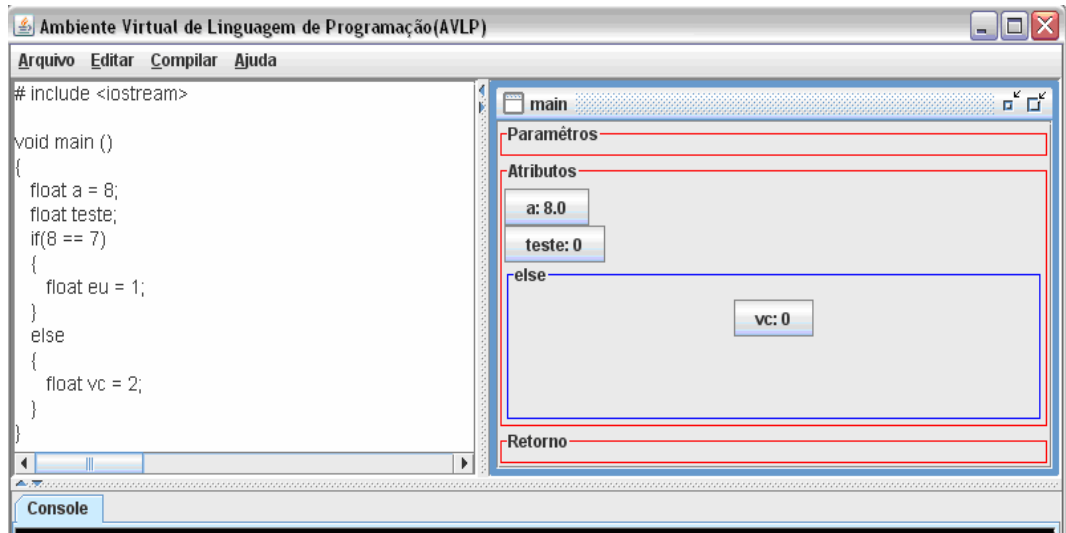 Ambiente Virtual de Linguagem de Programação(AVLP)
Arquivo Editar Compilar Ajuda
# include <iostream>
void main ()
{
float a = 8;
float teste;
if(8 == 7)
{
float eu = 1;
}
else
{
float vc = 2;
}
}
main
Paramêtros
Atributos
a: 8.0
teste: 0
else
vc: 0
Retorno
Console